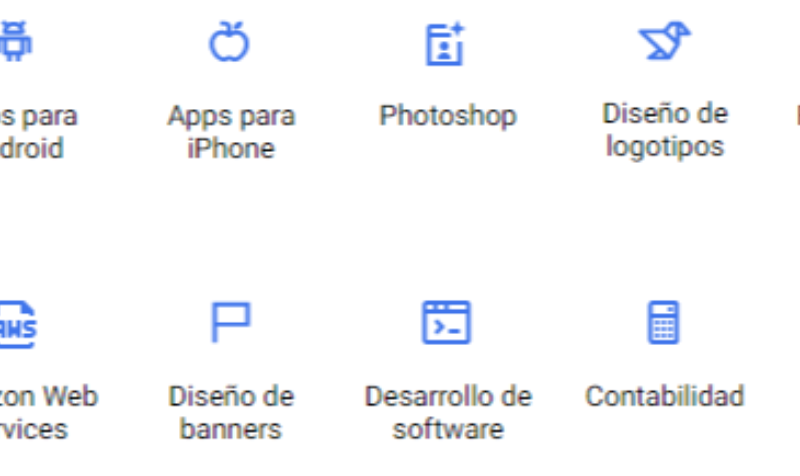 s para
droid
Apps para
iPhone
Photoshop
Diseño de
logotipos
AWS
zon Web
rvices
Diseño de
banners
Desarrollo de
software
Contabilidad